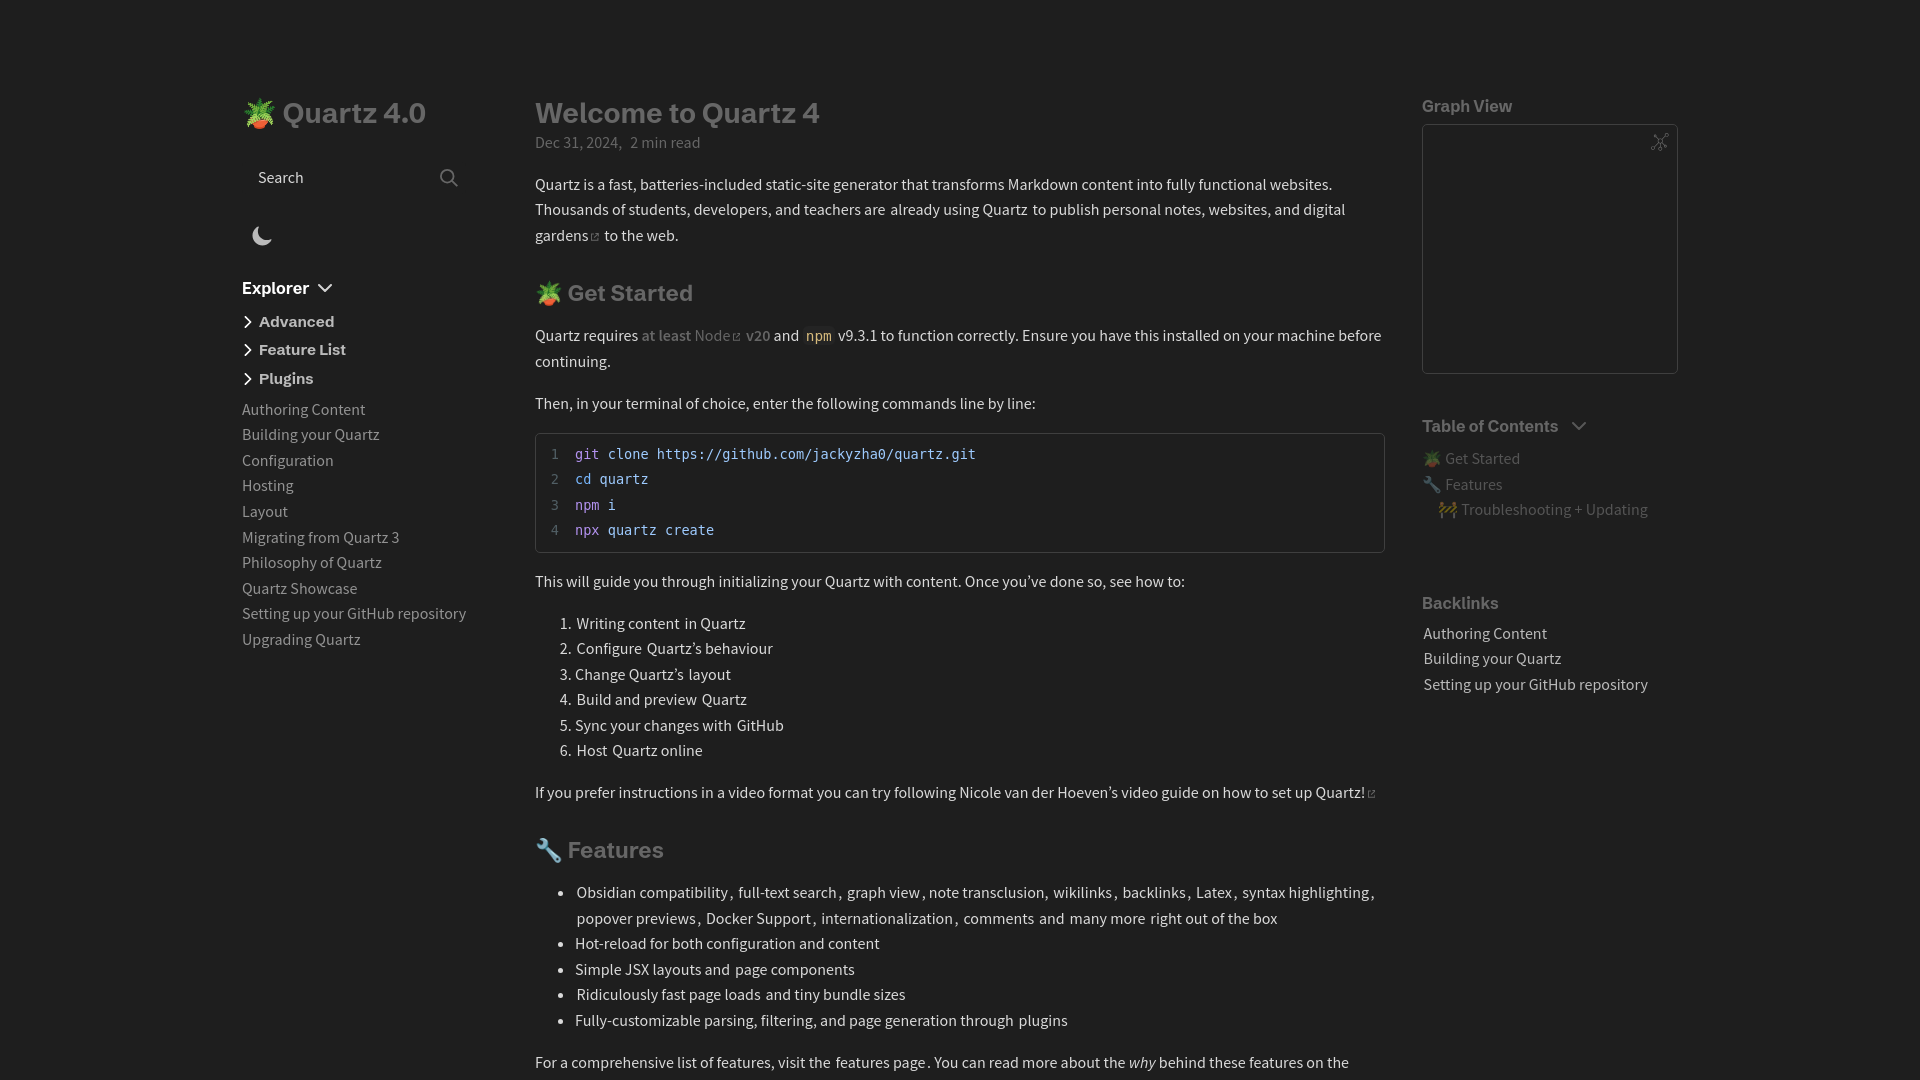 🪴 Quartz 4.0
Search
Explorer
Advanced
Feature List
Plugins
Authoring Content
Building your Quartz
Configuration
Hosting
Layout
Migrating from Quartz 3
Philosophy of Quartz
Quartz Showcase
Setting up your GitHub repository
Upgrading Quartz
Welcome to Quartz 4
Dec 31, 2024, 2 min read
Quartz is a fast, batteries-included static-site generator that transforms Markdown content into fully functional websites.
Thousands of students, developers, and teachers are already using Quartz to publish personal notes, websites, and digital
gardens to the web.
🪴 Get Started
Quartz requires at least Node v20 and npm v9.3.1 to function correctly. Ensure you have this installed on your machine before
continuing.
Then, in your terminal of choice, enter the following commands line by line:
1 git clone https://github.com/jackyzha0/quartz.git
2 cd quartz
3 npm i
4 npx quartz create
This will guide you through initializing your Quartz with content. Once you’ve done so, see how to:
1. Writing content in Quartz
2. Configure Quartz’s behaviour
3. Change Quartz’s layout
4. Build and preview Quartz
5. Sync your changes with GitHub
6. Host Quartz online
If you prefer instructions in a video format you can try following Nicole van der Hoeven’s video guide on how to set up Quartz!
🔧 Features
• Obsidian compatibility, full-text search, graph view, note transclusion, wikilinks, backlinks, Latex, syntax highlighting,
popover previews, Docker Support, internationalization, comments and many more right out of the box
• Hot-reload for both configuration and content
• Simple JSX layouts and page components
• Ridiculously fast page loads and tiny bundle sizes
• Fully-customizable parsing, filtering, and page generation through plugins
For a comprehensive list of features, visit the features page. You can read more about the why behind these features on the
Graph View
Table of Contents
🪴 Get Started
🔧 Features
🚧 Troubleshooting + Updating
Backlinks
Authoring Content
Building your Quartz
Setting up your GitHub repository